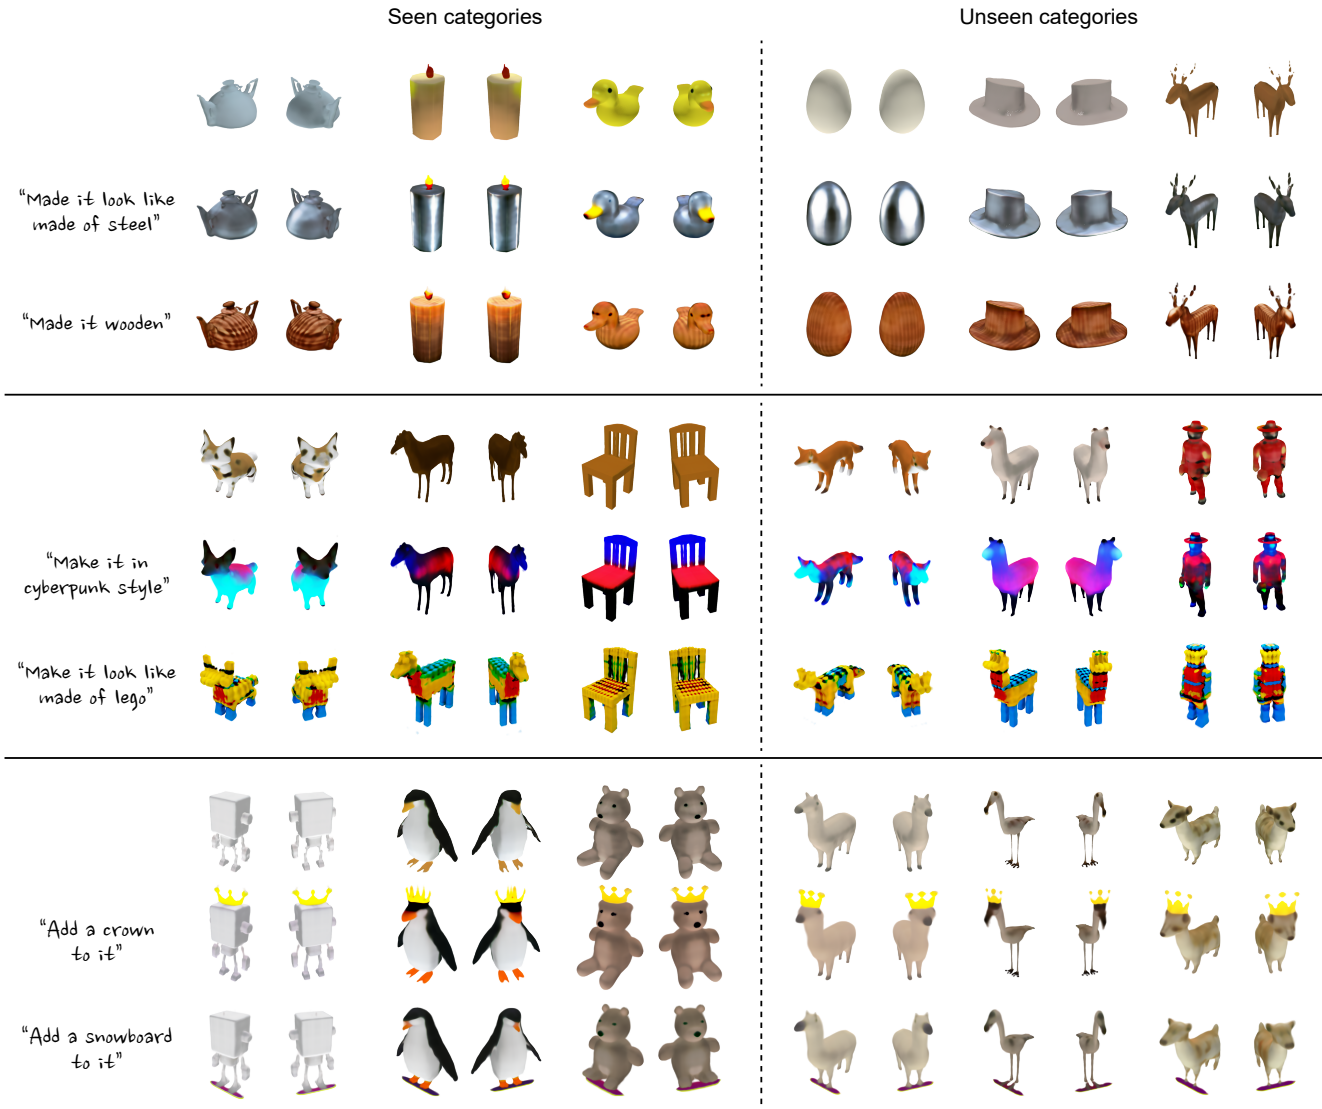 Seen categories
Unseen categories
“Made it look like
made of steel”
“Made it wooden”
“Make it in
cyberpunk style”
“Make it look like
made of lego”
“Add a crown
to it”
“Add a snowboard
to it”